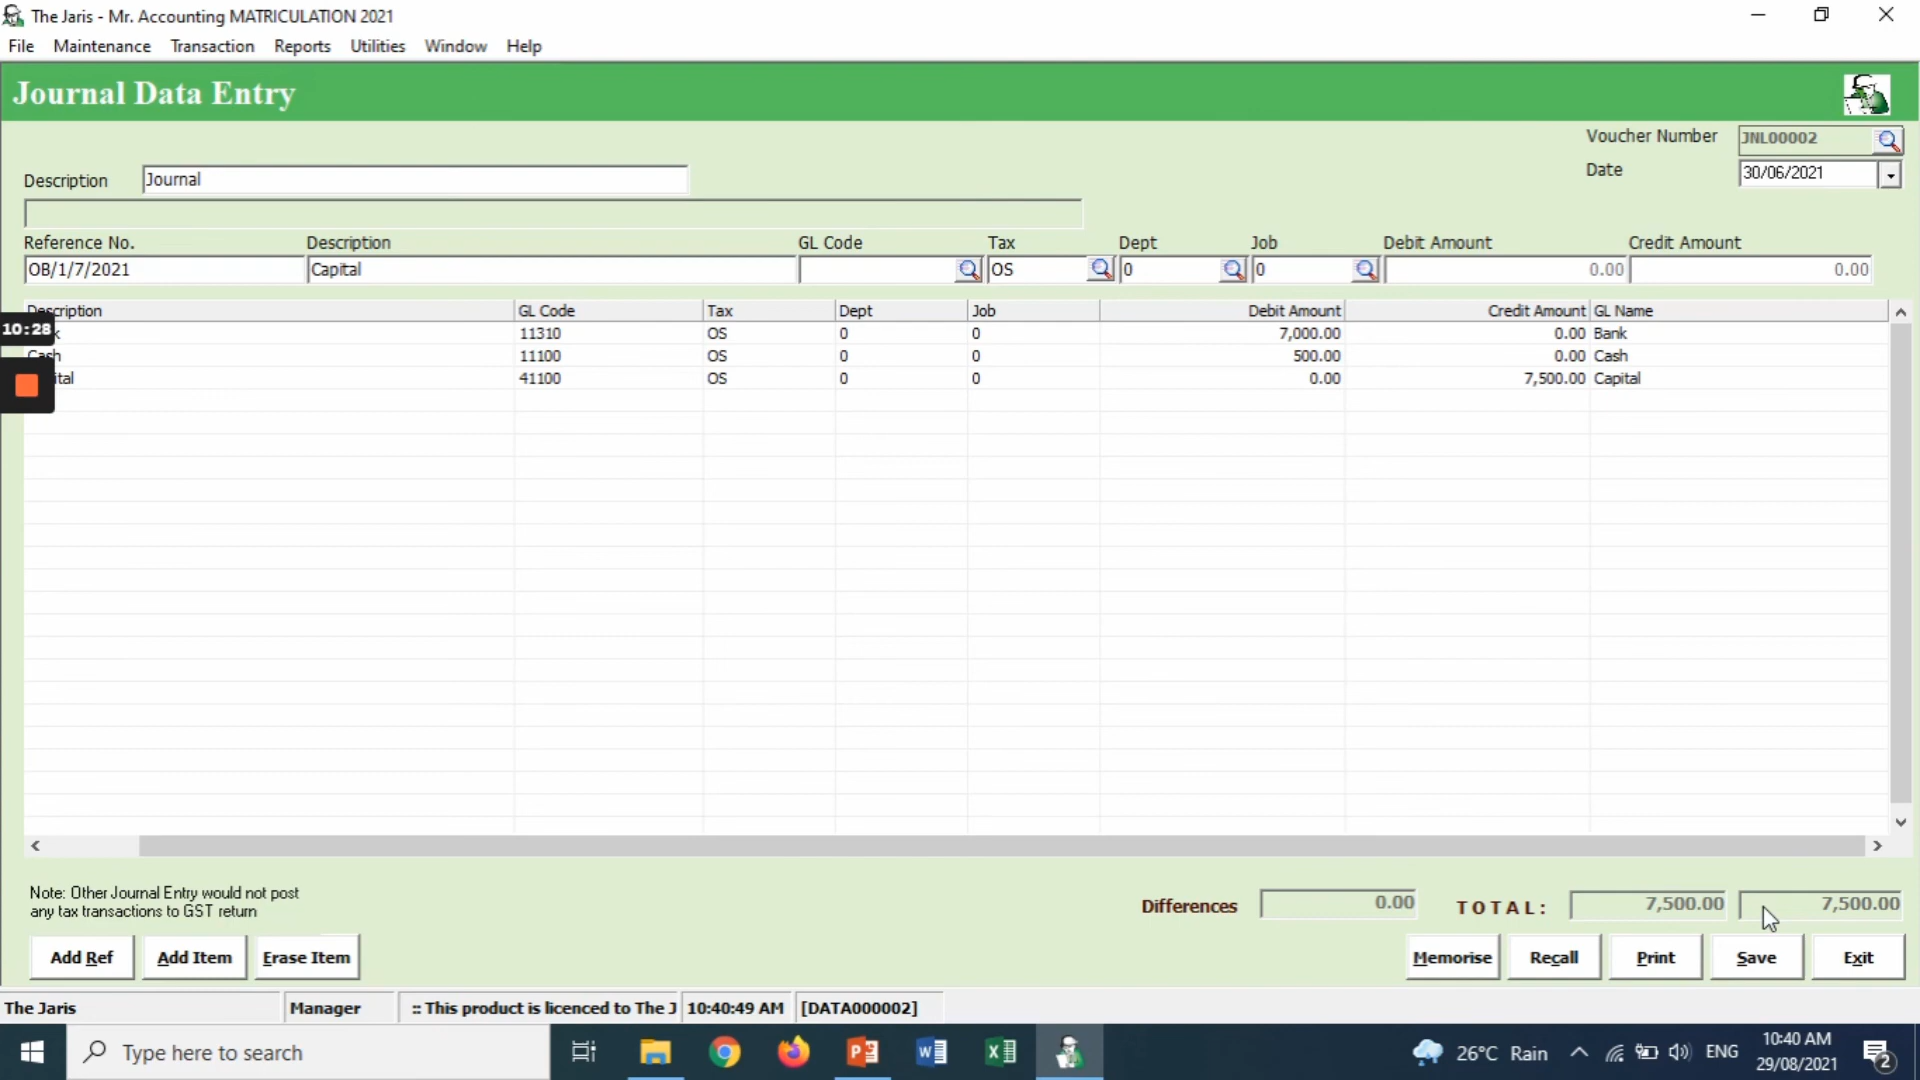 The Jaris - Mr. Accounting MATRICULATION 2021
File Maintenance Transaction Reports Utilities Window Help
Journal Data Entry
Voucher Number JNL00002
Date 30/06/2021
Description Journal
Reference No. Description GL Code Tax Dept Job Debit Amount Credit Amount
OB/1/7/2021 Capital OS 0 0 0.00 0.00
Description GL Code Tax Dept Job Debit Amount Credit Amount GL Name
10:28 k 11310 OS 0 0 7,000.00 0.00 Bank
Cash 11100 OS 0 0 500.00 0.00 Cash
ital 41100 OS 0 0 0.00 7,500.00 Capital
Note: Other Journal Entry would not post
any tax transactions to GST return
Differences 0.00 TOTAL: 7,500.00 7,500.00
Add Ref Add Item Erase Item Memorise Recall Print Save Exit
The Jaris Manager :: This product is licenced to The J 10:40:49 AM [DATA000002]
Type here to search
26°C Rain ENG
10:40 AM
29/08/2021
2